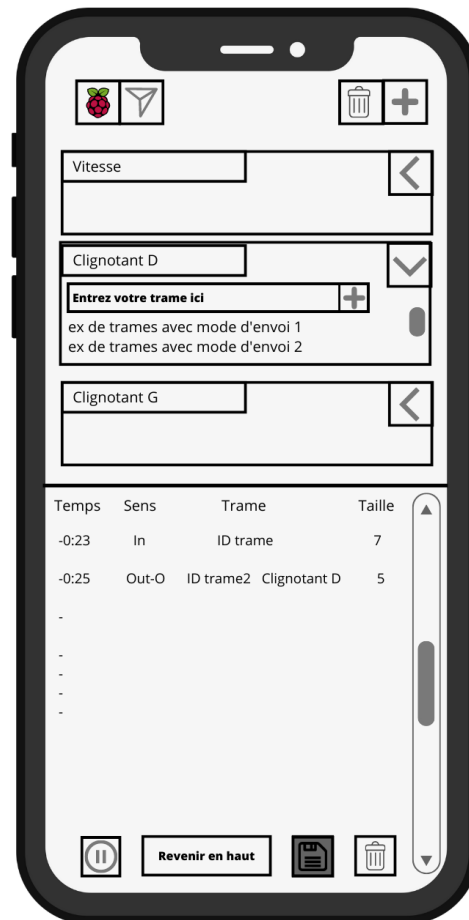 Vitesse
Clignotant D
Entrez votre trame ici
ex de trames avec mode d'envoi 1
ex de trames avec mode d'envoi 2
Clignotant G
Temps Sens Trame Taille
-0:23 In ID trame 7
-0:25 Out-O ID trame2 Clignotant D 5
-
-
-
-
-
Revenir en haut